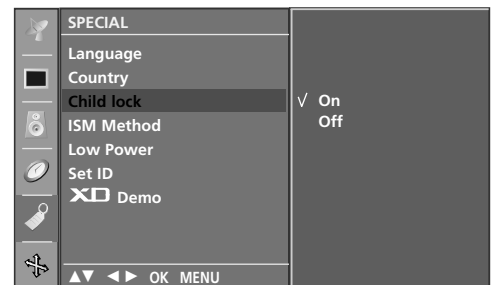 SPECIAL
Language
Country
Child lock
ISM Method
Low Power
Set ID
XD Demo
√ On
Off
▲▼ ◄► OK MENU